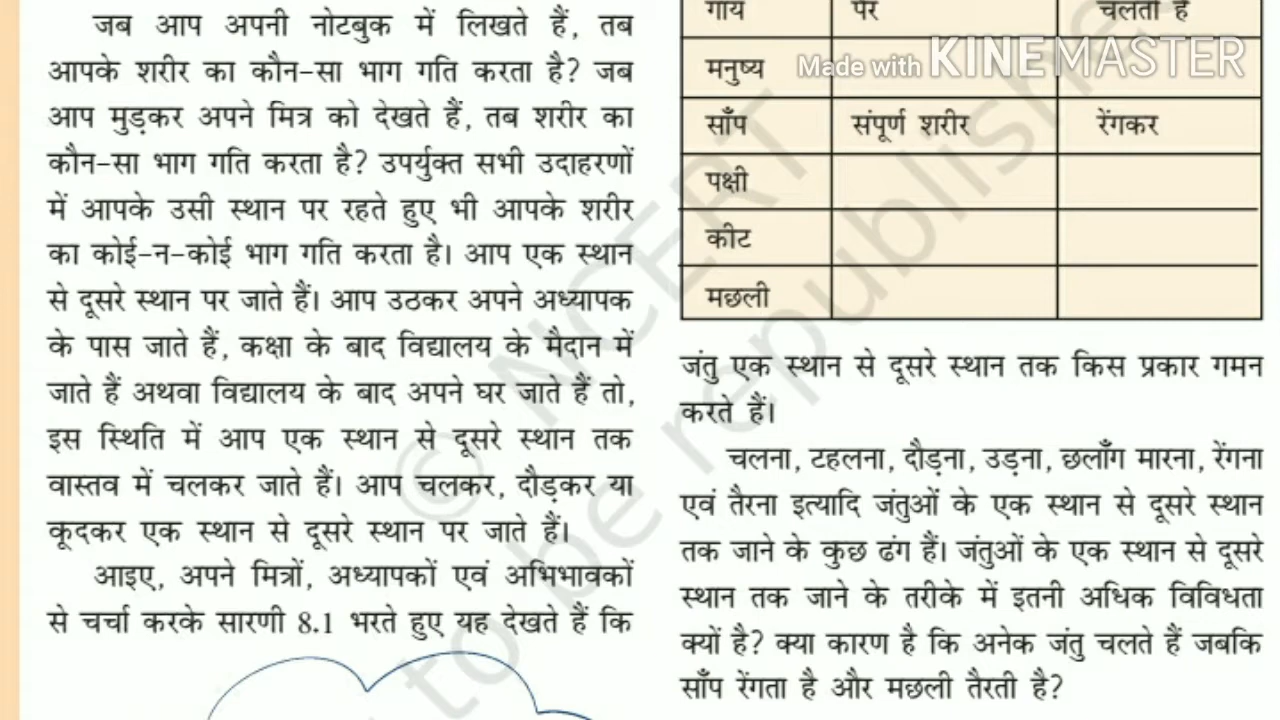 जब आप अपनी नोटबुक में लिखते हैं, तब
आपके शरीर का कौन-सा भाग गति करता है? जब
आप मुड़कर अपने मित्र को देखते हैं, तब शरीर का
कौन-सा भाग गति करता है? उपर्युक्त सभी उदाहरणों
में आपके उसी स्थान पर रहते हुए भी आपके शरीर
का कोई-न-कोई भाग गति करता है। आप एक स्थान
से दूसरे स्थान पर जाते हैं। आप उठकर अपने अध्यापक
के पास जाते हैं, कक्षा के बाद विद्यालय के मैदान में
जाते हैं अथवा विद्यालय के बाद अपने घर जाते हैं तो,
इस स्थिति में आप एक स्थान से दूसरे स्थान तक
वास्तव में चलकर जाते हैं। आप चलकर, दौड़कर या
कूदकर एक स्थान से दूसरे स्थान पर जाते हैं।
आइए, अपने मित्रों, अध्यापकों एवं अभिभावकों
से चर्चा करके सारणी 8.1 भरते हुए यह देखते हैं कि
गाय पैर चलती है
मनुष्य
Made with KINEMASTER
साँप संपूर्ण शरीर रेंगकर
पक्षी
कीट
मछली
जंतु एक स्थान से दूसरे स्थान तक किस प्रकार गमन
करते हैं।
चलना, टहलना, दौड़ना, उड़ना, छलाँग मारना, रेंगना
एवं तैरना इत्यादि जंतुओं के एक स्थान से दूसरे स्थान
तक जाने के कुछ ढंग हैं। जंतुओं के एक स्थान से दूसरे
स्थान तक जाने के तरीके में इतनी अधिक विविधता
क्यों है? क्या कारण है कि अनेक जंतु चलते हैं जबकि
साँप रेंगता है और मछली तैरती है?
© NCERT
to be republished